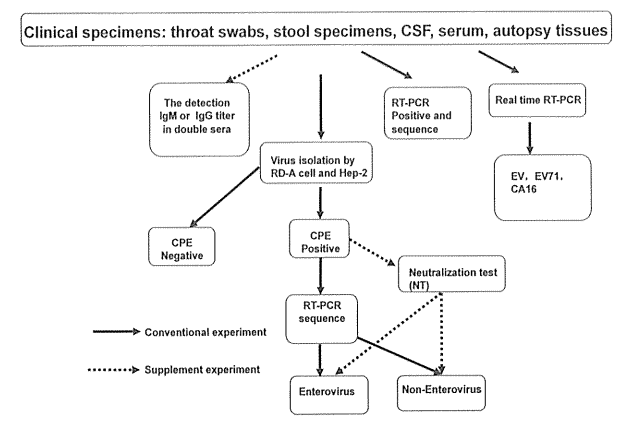 Clinical specimens: throat swabs, stool specimens, CSF, serum, autopsy tissues
The detection
IgM or IgG titer
in double sera
RT-PCR
Positive and
sequence
Real time RT-PCR
Virus isolation by
RD-A cell and Hep-2
EV, EV71,
CA16
CPE
Negative
CPE
Positive
Neutralization test
(NT)
RT-PCR
sequence
Conventional experiment
Supplement experiment
Enterovirus
Non-Enterovirus